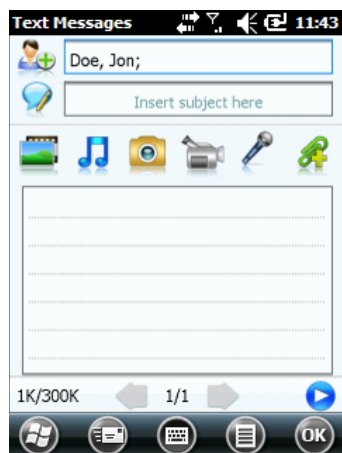 Text Messages 11:43
Doe, Jon;
Insert subject here
1K/300K 1/1
OK